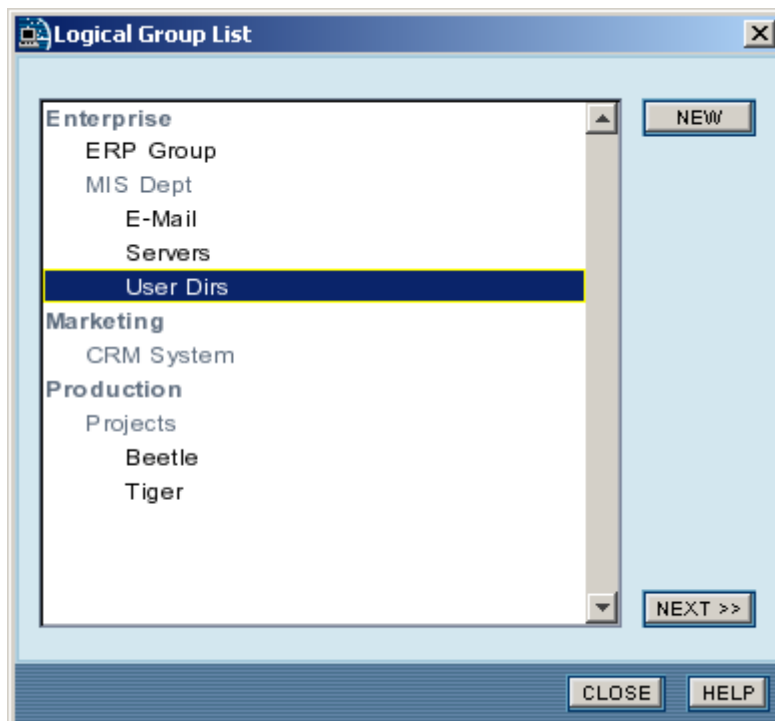 Logical Group List
Enterprise
NEW
ERP Group
MIS Dept
E-Mail
Servers
User Dirs
Marketing
CRM System
Production
Projects
Beetle
Tiger
NEXT >>
CLOSE
HELP